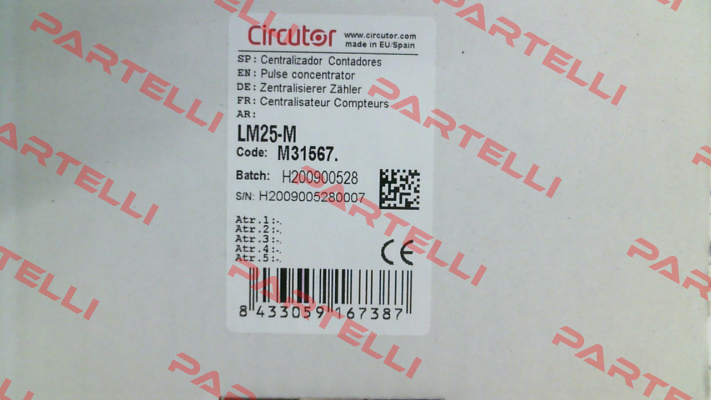 Circutor www.circutor.com
made in EU/Spain
SP: Centralizador Contadores
EN: Pulse concentrator
DE: Zentralisierer Zähler
FR: Centralisateur Compteurs
AR:
LM25-M
Code: M31567.
Batch: H200900528
S/N: H2009005280007
Atr.1:-.
Atr.2:-.
Atr.3:-.
Atr.4:-.
Atr.5:-.
CE
8 433059 167387
PARTELLI
PARTELLI
PARTELLI
PARTELLI
PARTELLI
PARTELLI
PARTELLI
PARTELLI
PARTELLI